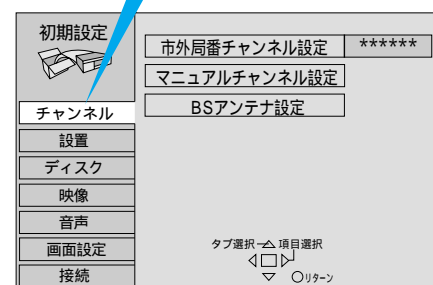 初期設定
市外局番チャンネル設定 ******
マニュアルチャンネル設定
BSアンテナ設定
チャンネル
設置
ディスク
映像
音声
画面設定
接続
タブ選択 項目選択
リターン